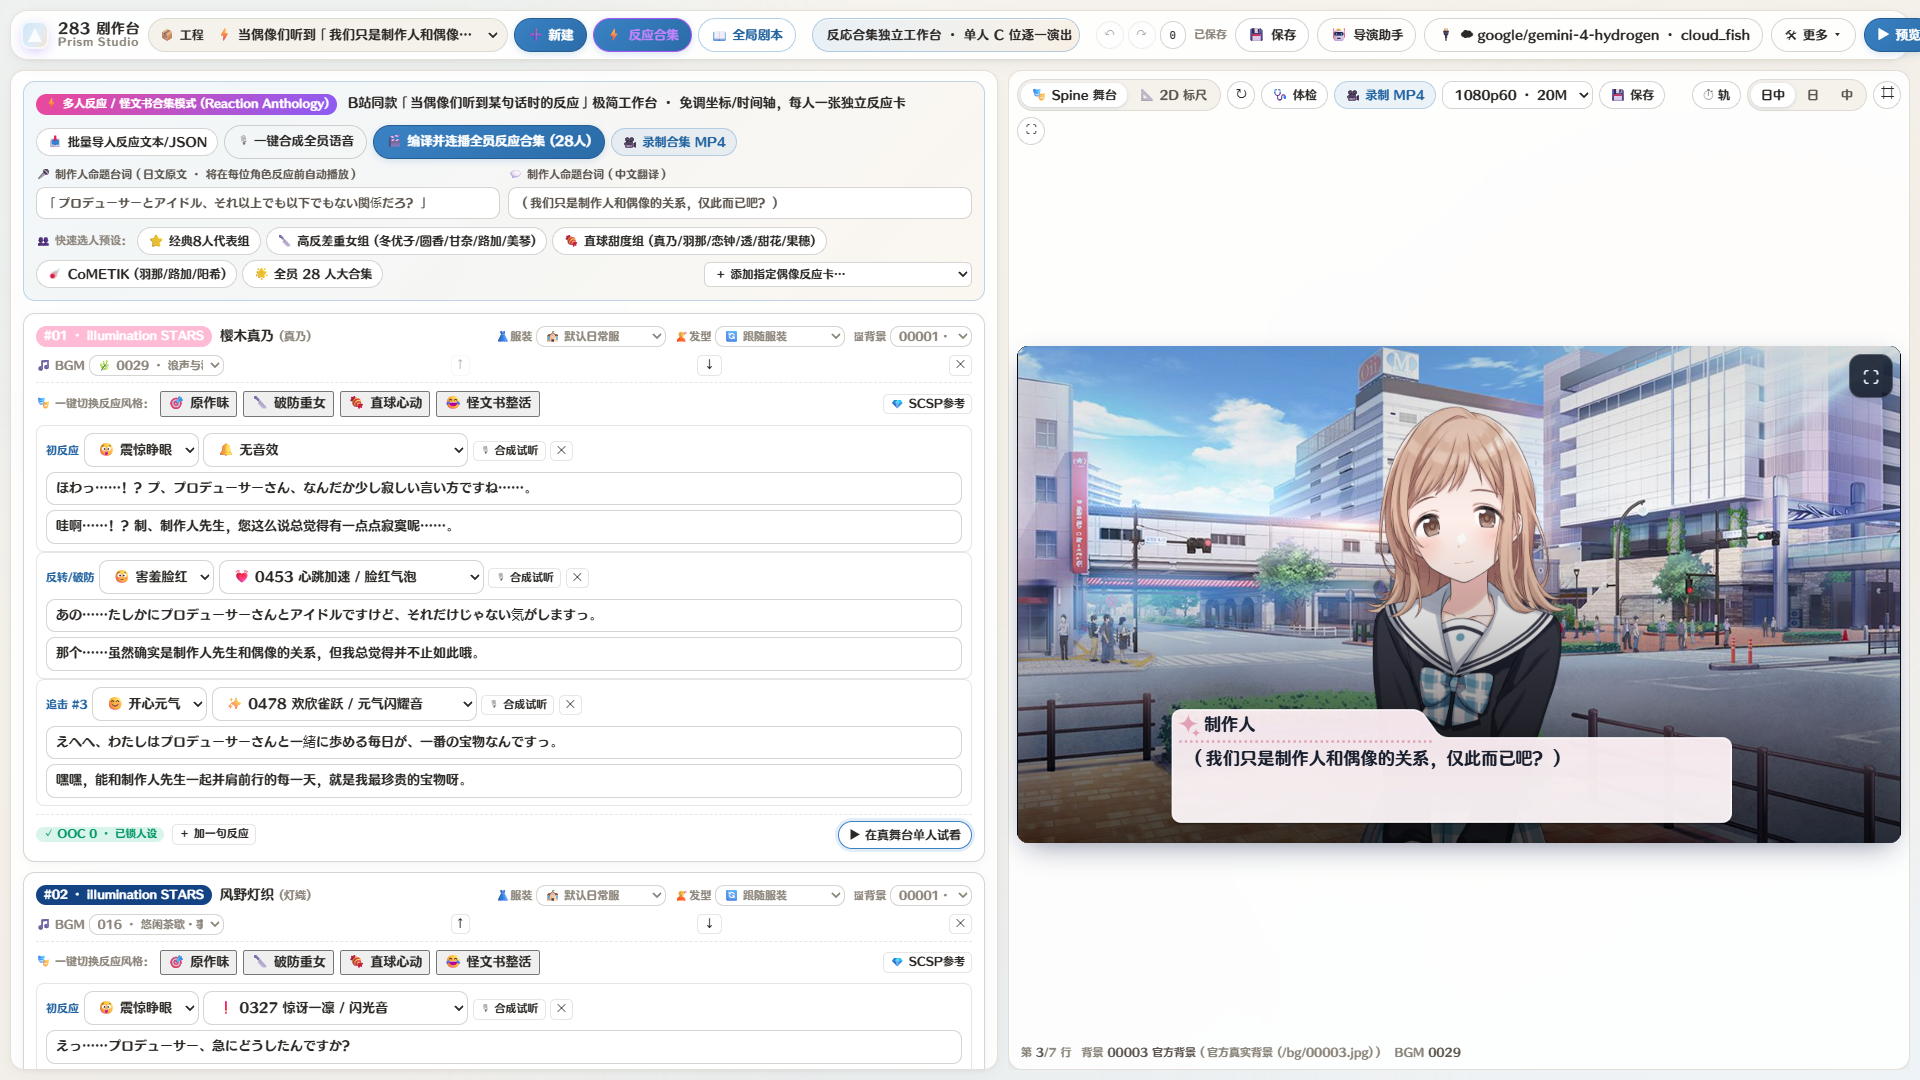 283 剧作台
Prism Studio
工程 当偶像们听到「我们只是制作人和偶像…
新建
反应合集
全局剧本
反应合集独立工作台 · 单人 C 位逐一演出
0
已保存
保存
导演助手
google/gemini-4-hydrogen · cloud_fish
更多
预览
多人反应 / 怪文书合集模式 (Reaction Anthology)
B站同款「当偶像们听到某句话时的反应」极简工作台 · 免调坐标/时间轴，每人一张独立反应卡
批量导入反应文本/JSON
一键合成全员语音
编译并连播全员反应合集 (28人)
录制合集 MP4
制作人命题台词（日文原文 · 将在每位角色反应前自动播放）
制作人命题台词（中文翻译）
「プロデューサーとアイドル、それ以上でも以下でもない関係だろ？」
（我们只是制作人和偶像的关系，仅此而已吧？）
快速选人预设：
经典8人代表组
高反差重女组 (冬优子/圆香/甘奈/路加/美琴)
直球甜度组 (真乃/羽那/恋钟/透/甜花/果穗)
CoMETIK (羽那/路加/阳希)
全员 28 人大合集
+ 添加指定偶像反应卡…
#01 · illumination STARS
樱木真乃 (真乃)
服装 默认日常服
发型 跟随服装
背景 00001 ·
BGM 0029 ·
↑
↓
×
一键切换反应风格：
原作味
破防重女
直球心动
怪文书整活
SCSP参考
初反应 震惊睁眼 无音效 合成试听 ×
ほわっ……！？ プ、プロデューサーさん、なんだか少し寂しい言い方ですね……。
哇啊……！？ 制、制作人先生，您这么说总觉得有一点点寂寞呢……。
反转/破防 害羞脸红 0453 心跳加速 / 脸红气泡 合成试听 ×
あの……たしかにプロデューサーさんとアイドルですけど、それだけじゃない気がしますっ。
那个……虽然确实是制作人先生和偶像的关系，但我总觉得并不止如此哦。
追击 #3 开心元气 0478 欢欣雀跃 / 元气闪耀音 合成试听 ×
えへへ、わたしはプロデューサーさんと一緒に歩める毎日が、一番の宝物なんですっ。
嘿嘿，能和制作人先生一起并肩前行的每一天，就是我最珍贵的宝物呀。
✓ OOC 0 · 已锁人设
+ 加一句反应
▶ 在真舞台单人试看
#02 · illumination STARS
风野灯织 (灯织)
服装 默认日常服
发型 跟随服装
背景 00001 ·
BGM 016 · 悠闲茶歇 ·
↑
↓
×
一键切换反应风格：
原作味
破防重女
直球心动
怪文书整活
SCSP参考
初反应 震惊睁眼 0327 惊讶一凛 / 闪光音 合成试听 ×
えっ……プロデューサー、急にどうしたんですか？
Spine 舞台
2D 标尺
体检
录制 MP4
1080p60 · 20M
保存
轨
日中
日
中
制作人
（我们只是制作人和偶像的关系，仅此而已吧？）
第 3/7 行 背景 00003 官方背景（官方真实背景 (/bg/00003.jpg)） BGM 0029